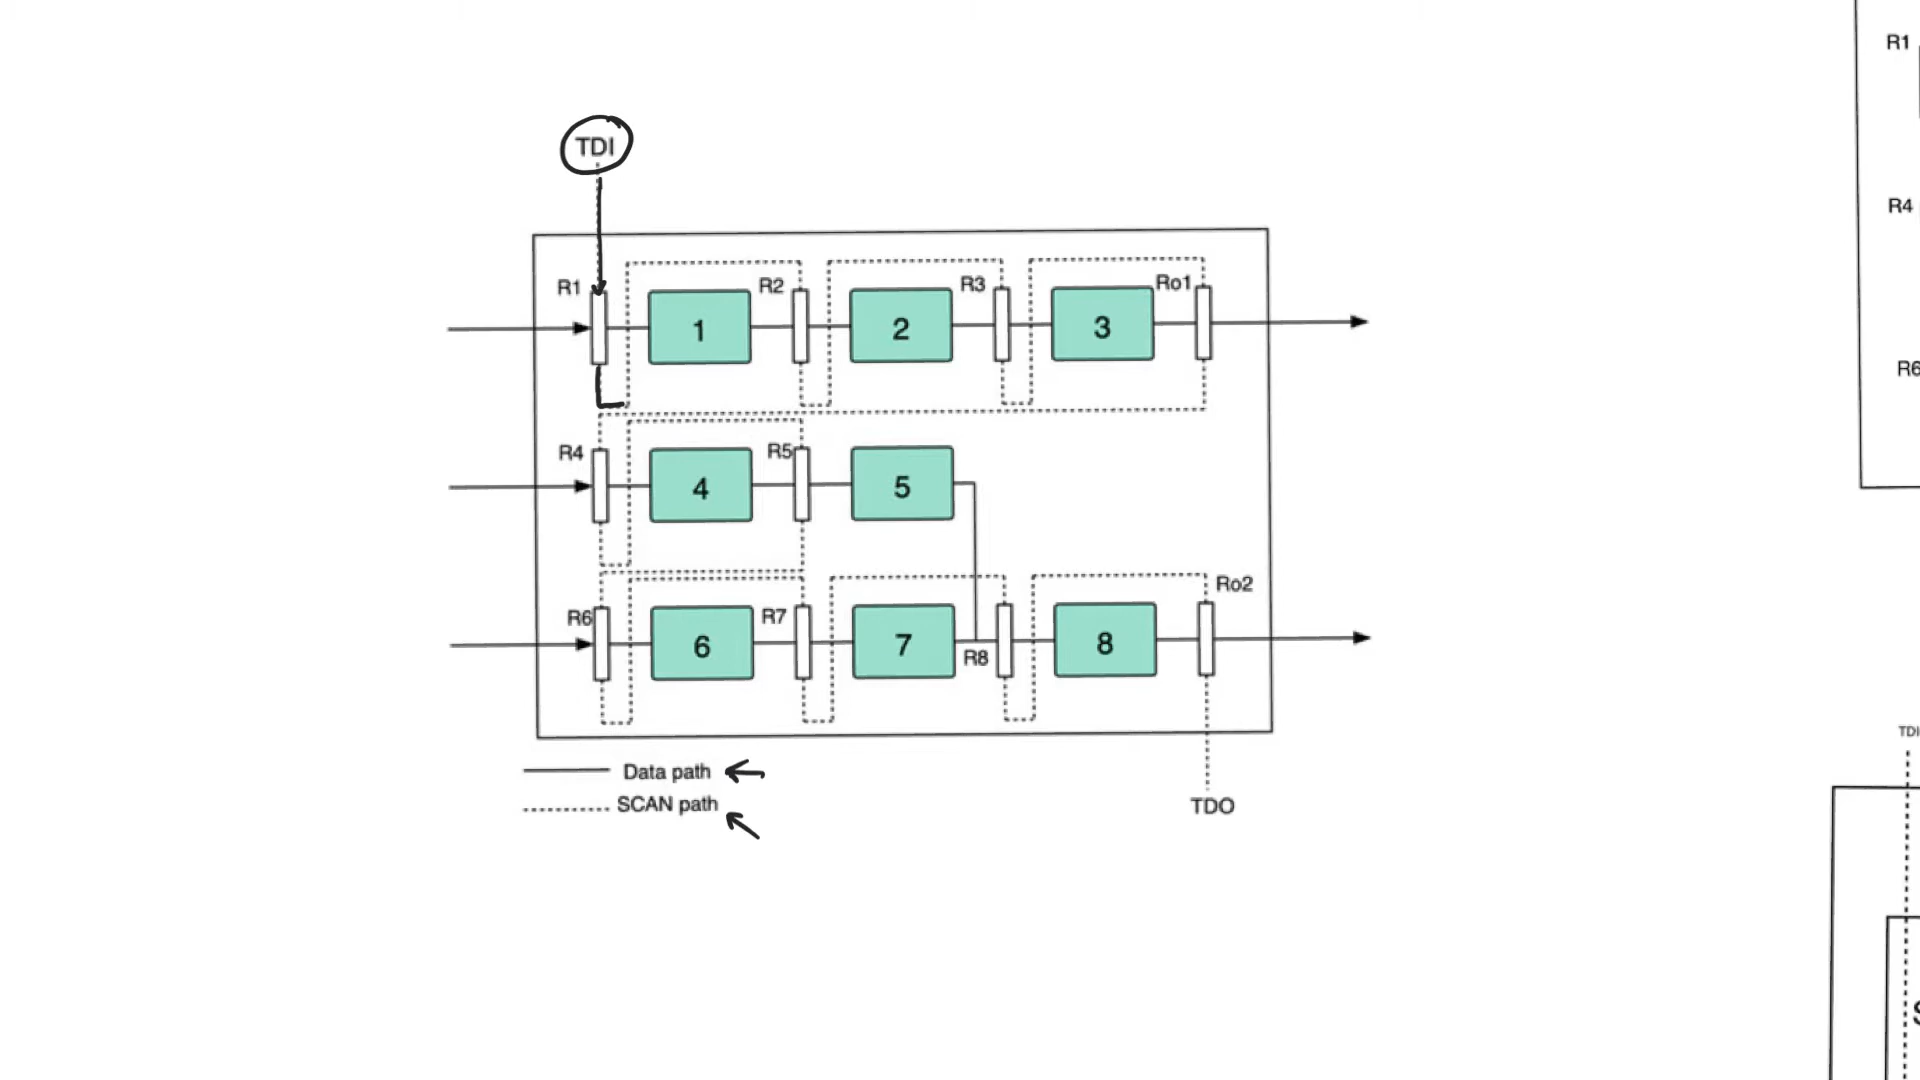 R1
TDI
R1 R2 R3 Ro1
1 2 3
R4
R4 R5
4 5
R6
Ro2
R6 R7
6 7 8
R8
TDI
Data path
SCAN path
TDO